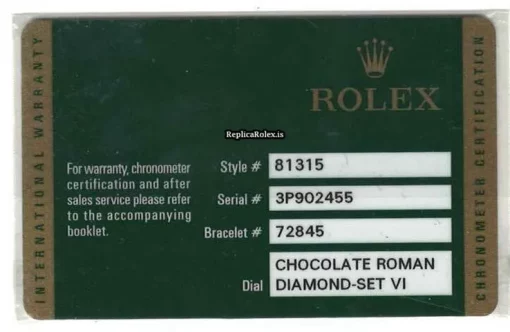 INTERNATIONAL WARRANTY
ROLEX
ReplicaRolex.is
For warranty, chronometer
certification and after
sales service please refer
to the accompanying
booklet.
Style # 81315
Serial # 3P902455
Bracelet # 72845
Dial CHOCOLATE ROMAN
DIAMOND-SET VI
CHRONOMETER CERTIFICATION